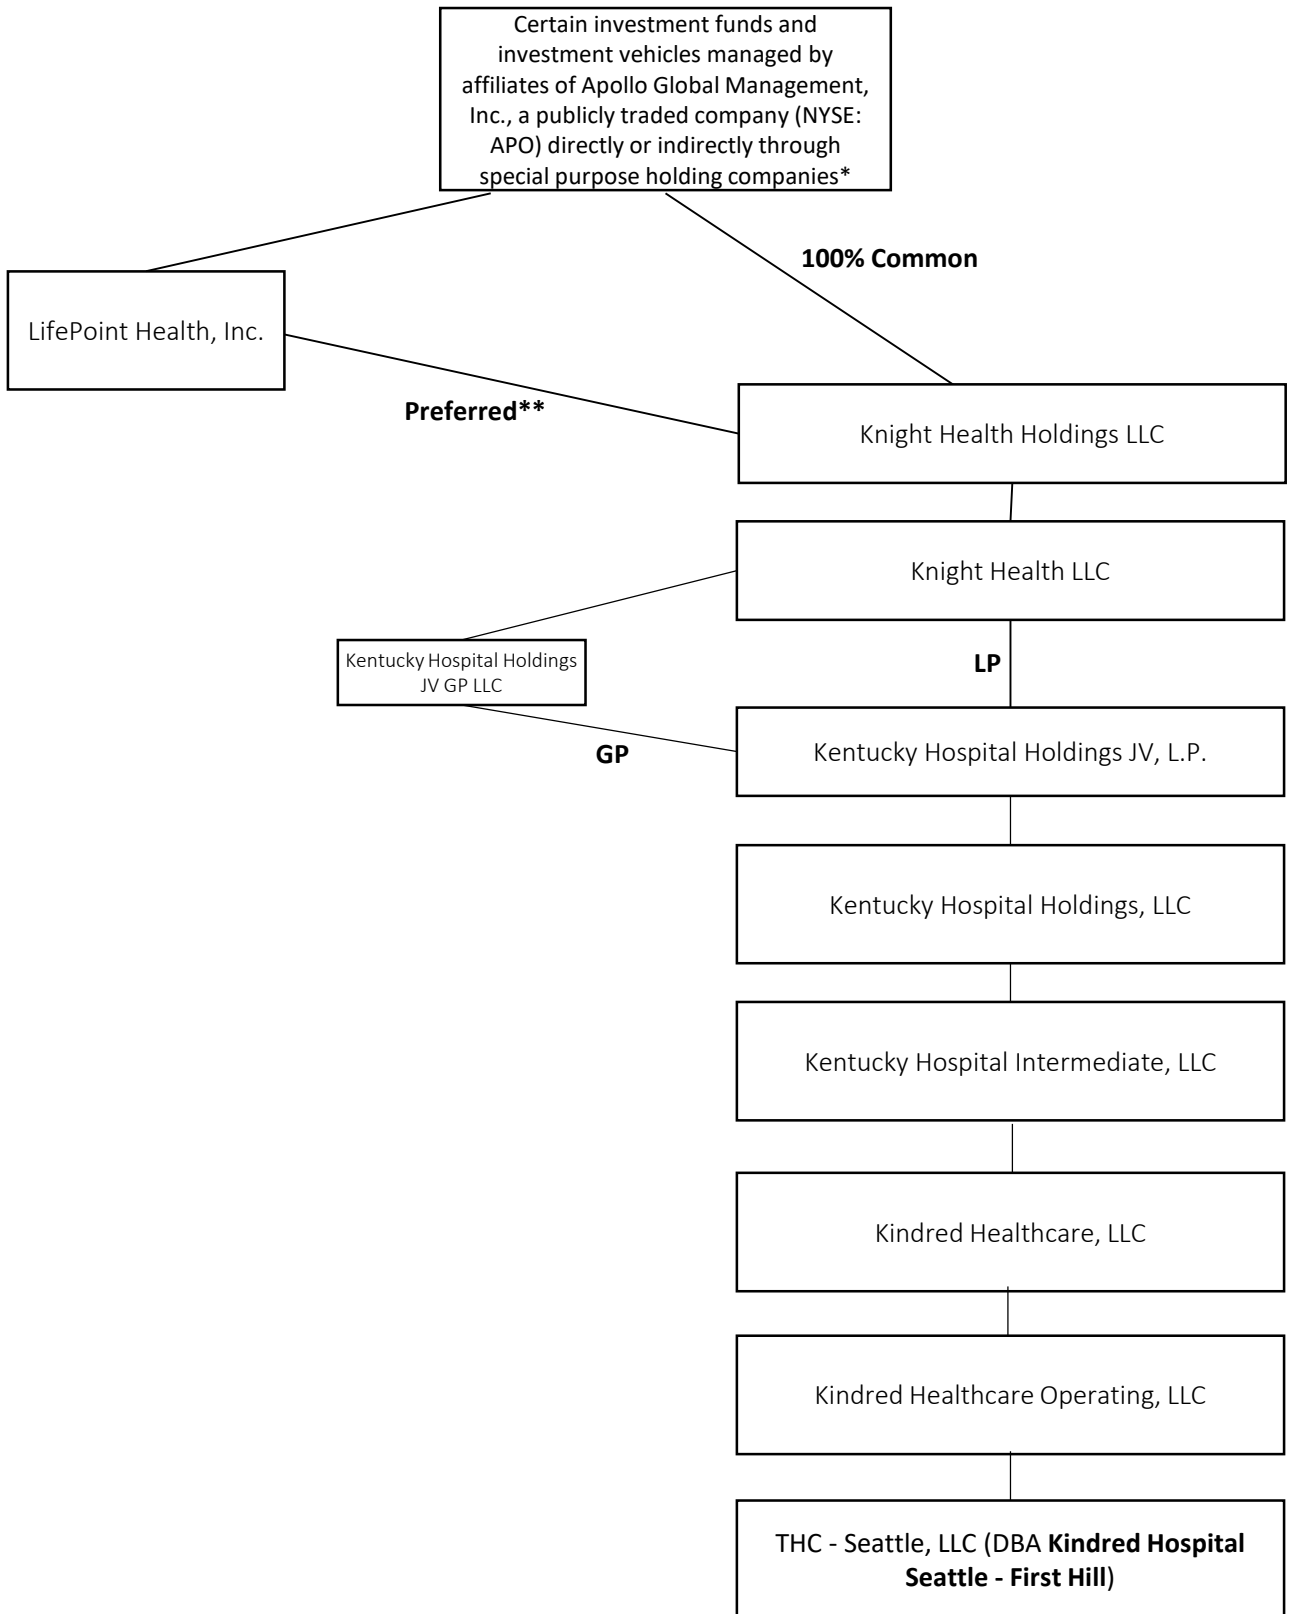 Certain investment funds and
investment vehicles managed by
affiliates of Apollo Global Management,
Inc., a publicly traded company (NYSE:
APO) directly or indirectly through
special purpose holding companies*
100% Common
LifePoint Health, Inc.
Preferred**
Knight Health Holdings LLC
Knight Health LLC
Kentucky Hospital Holdings
JV GP LLC
LP
GP
Kentucky Hospital Holdings JV, L.P.
Kentucky Hospital Holdings, LLC
Kentucky Hospital Intermediate, LLC
Kindred Healthcare, LLC
Kindred Healthcare Operating, LLC
THC - Seattle, LLC (DBA Kindred Hospital
Seattle - First Hill)